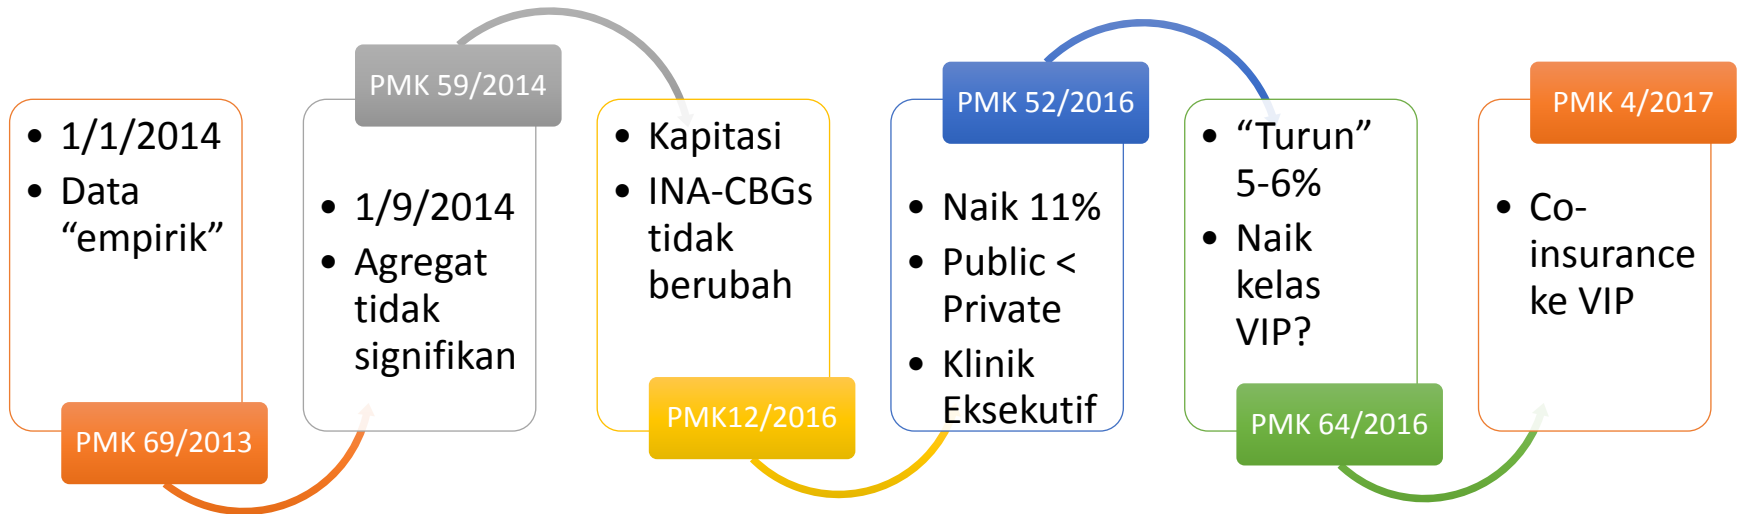 • 1/1/2014
• Data
“empirik”
PMK 69/2013
PMK 59/2014
• 1/9/2014
• Agregat
tidak
signifikan
• Kapitasi
• INA-CBGs
tidak
berubah
PMK12/2016
PMK 52/2016
• Naik 11%
• Public <
Private
• Klinik
Eksekutif
• “Turun”
5-6%
• Naik
kelas
VIP?
PMK 64/2016
PMK 4/2017
• Co-
insurance
ke VIP